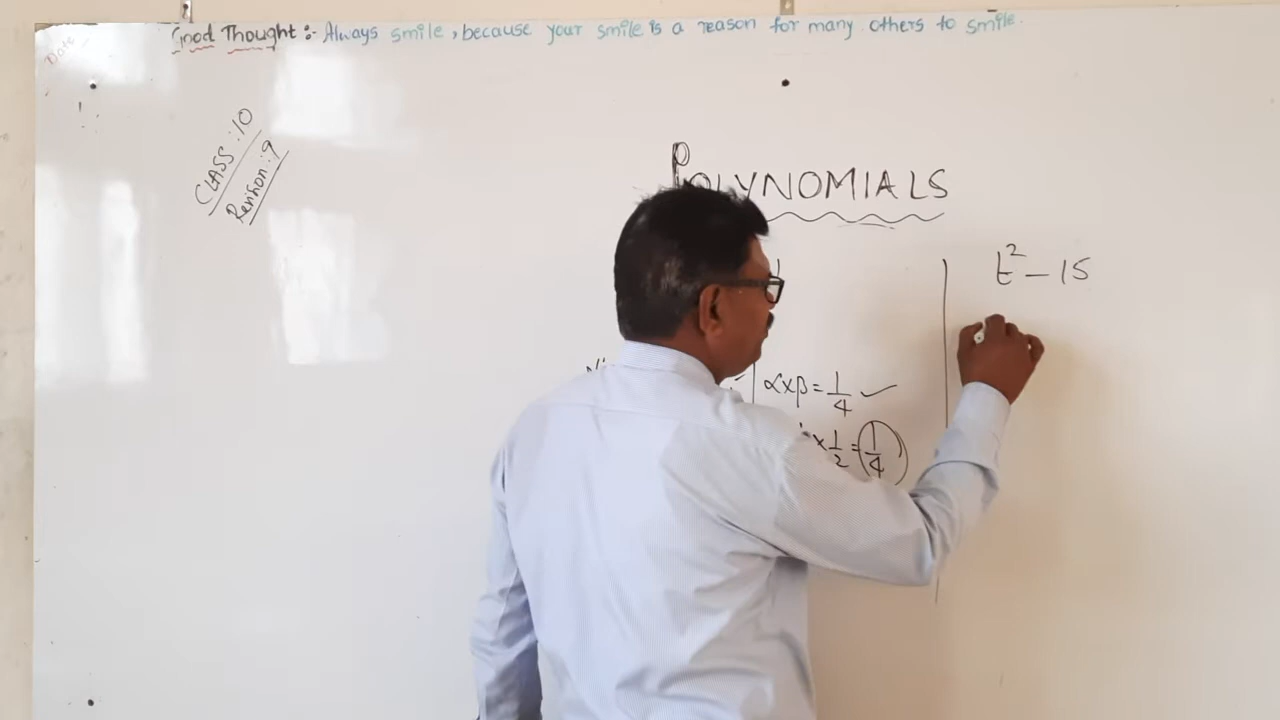 Good Thought :- Always smile, because your smile is a reason for many others to smile.
Date
CLASS : 10
Revision : 9
POLYNOMIALS
t² – 15
α×β = 1/4 ✓
× 1/2 = 1/4